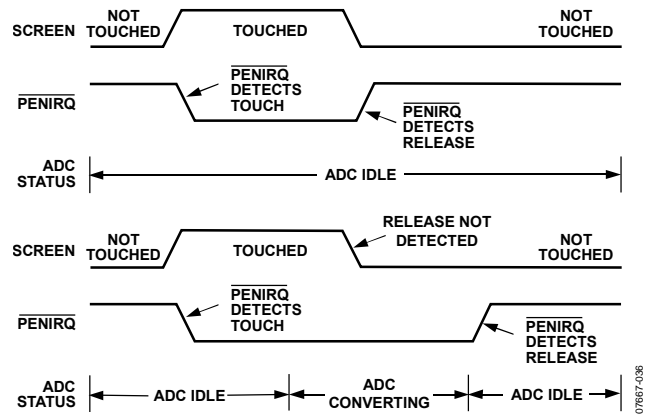 SCREEN
NOT
TOUCHED
TOUCHED
NOT
TOUCHED
PENIRQ
PENIRQ
DETECTS
TOUCH
PENIRQ
DETECTS
RELEASE
ADC
STATUS
ADC IDLE
SCREEN
NOT
TOUCHED
TOUCHED
RELEASE NOT
DETECTED
NOT
TOUCHED
PENIRQ
PENIRQ
DETECTS
TOUCH
PENIRQ
DETECTS
RELEASE
ADC
STATUS
ADC IDLE
ADC
CONVERTING
ADC IDLE
07667-036